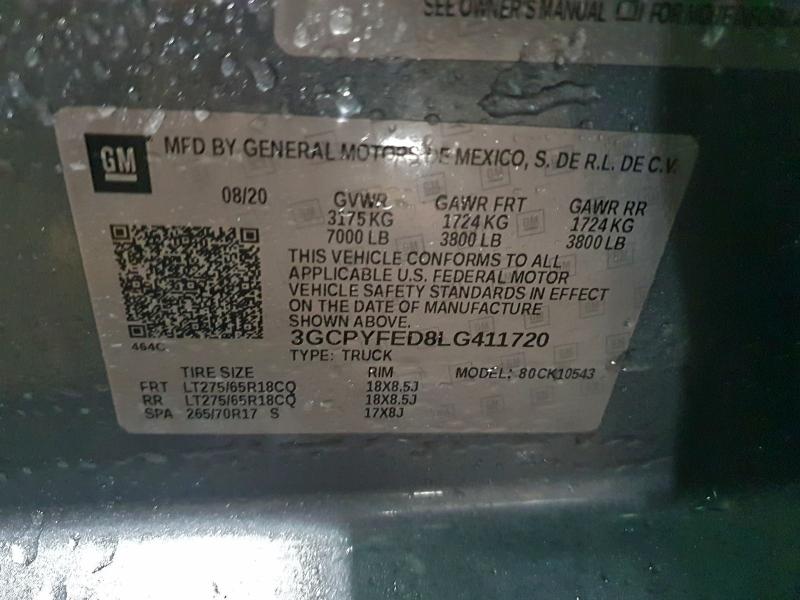 SEE OWNER'S MANUAL FOR MORE
GM
MFD BY GENERAL MOTORS DE MEXICO, S. DE R.L. DE C.V.
08/20 GVWR GAWR FRT GAWR RR
3175 KG 1724 KG 1724 KG
7000 LB 3800 LB 3800 LB
THIS VEHICLE CONFORMS TO ALL
APPLICABLE U.S. FEDERAL MOTOR
VEHICLE SAFETY STANDARDS IN EFFECT
ON THE DATE OF MANUFACTURE
SHOWN ABOVE.
3GCPYFED8LG411720
464C
TYPE: TRUCK
TIRE SIZE RIM MODEL: 80CK10543
FRT LT275/65R18CQ 18X8.5J
RR LT275/65R18CQ 18X8.5J
SPA 265/70R17 S 17X8J